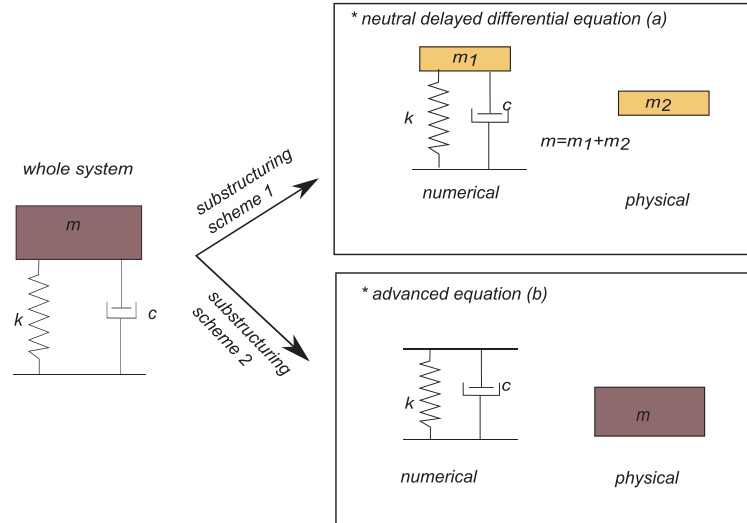 * neutral delayed differential equation (a)
m1
k
c
m2
m=m1+m2
numerical
physical
whole system
m
k
c
substructuring
scheme 1
substructuring
scheme 2
* advanced equation (b)
k
c
m
numerical
physical